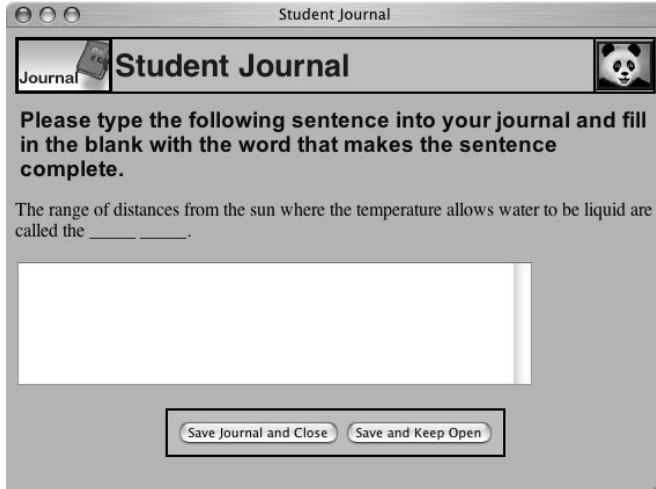 Student Journal
Journal
Student Journal
Please type the following sentence into your journal and fill
in the blank with the word that makes the sentence
complete.
The range of distances from the sun where the temperature allows water to be liquid are
called the _____ _____.
Save Journal and Close
Save and Keep Open